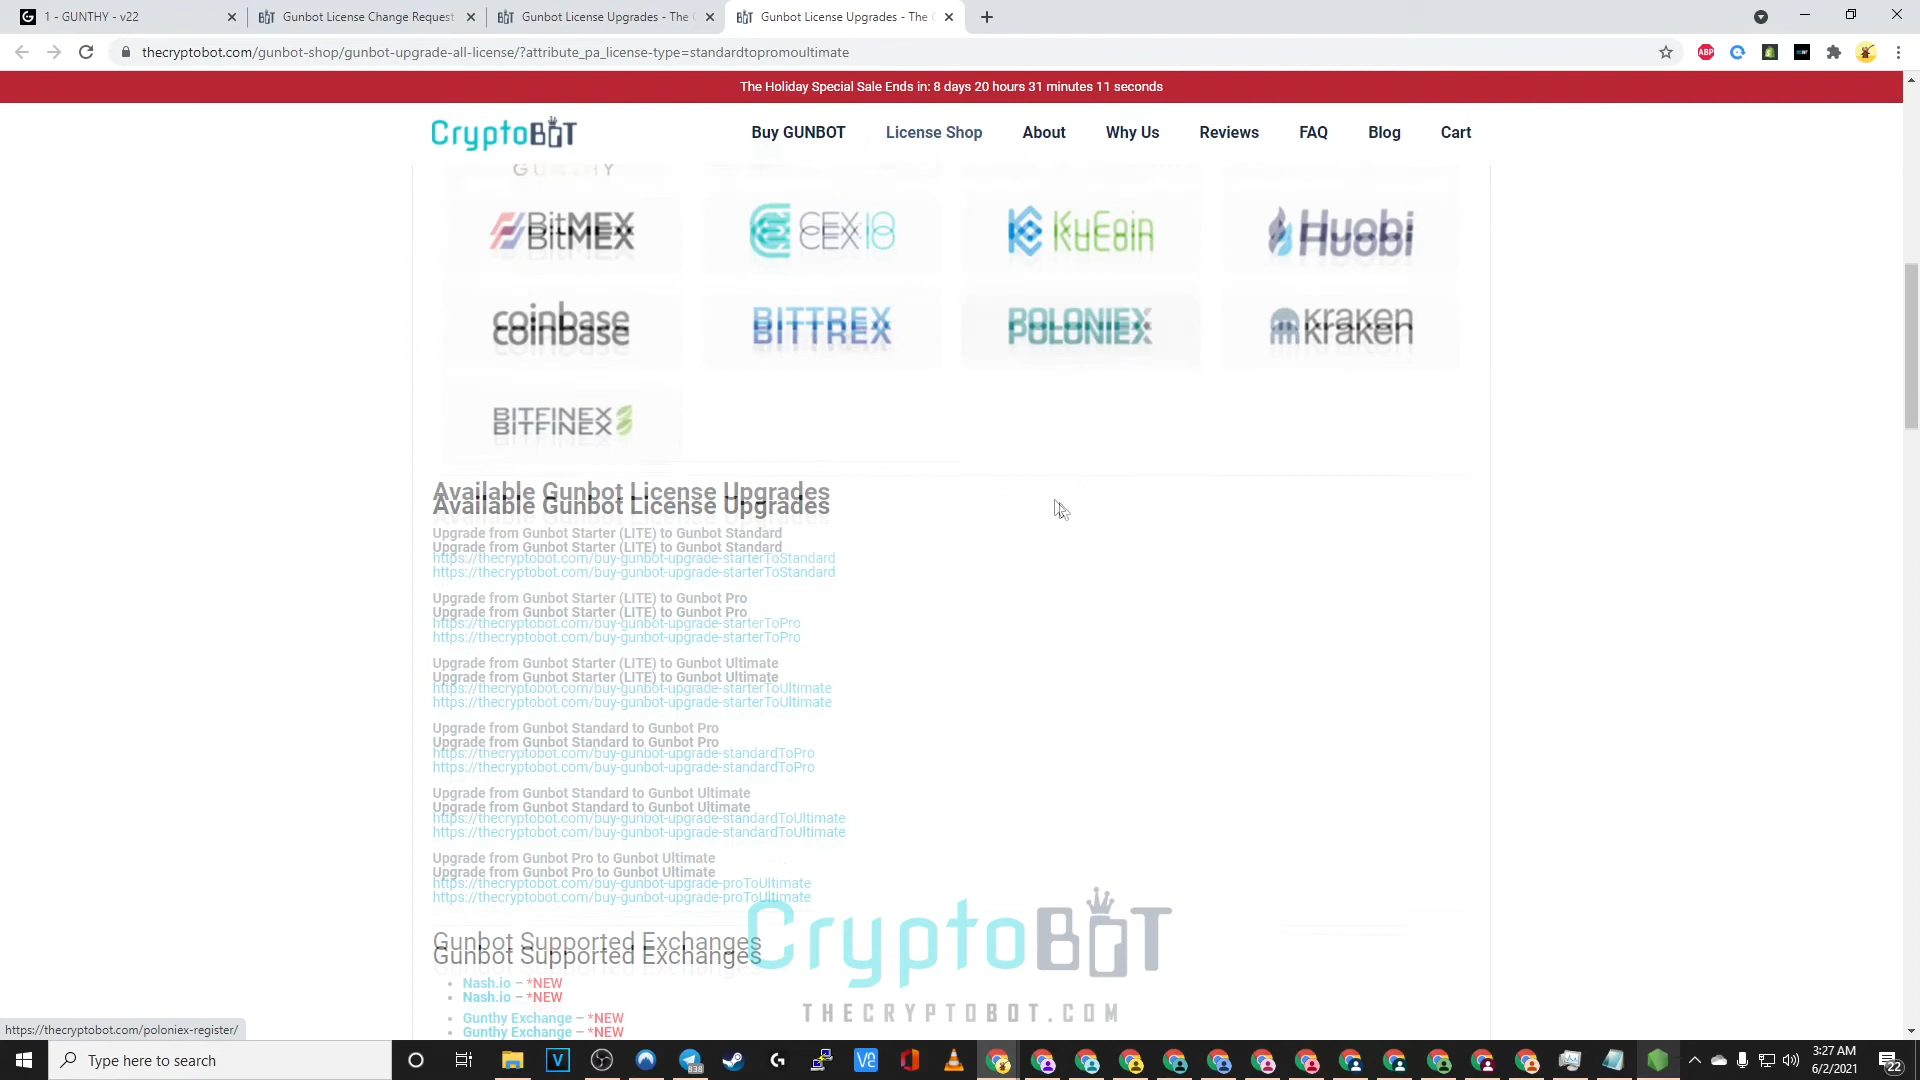 1 - GUNTHY - v22
Gunbot License Change Request
Gunbot License Upgrades - The
Gunbot License Upgrades - The
thecryptobot.com/gunbot-shop/gunbot-upgrade-all-license/?attribute_pa_license-type=standardtopromoultimate
ABP
The Holiday Special Sale Ends in: 8 days 20 hours 31 minutes 11 seconds
CryptoBOT
Buy GUNBOT License Shop About Why Us Reviews FAQ Blog Cart
GUNTHY
BitMEX CEX.IO KuCoin Huobi
coinbase BITTREX POLONIEX kraken
BITFINEX
Available Gunbot License Upgrades
Upgrade from Gunbot Starter (LITE) to Gunbot Standard
https://thecryptobot.com/buy-gunbot-upgrade-starterToStandard
Upgrade from Gunbot Starter (LITE) to Gunbot Pro
https://thecryptobot.com/buy-gunbot-upgrade-starterToPro
Upgrade from Gunbot Starter (LITE) to Gunbot Ultimate
https://thecryptobot.com/buy-gunbot-upgrade-starterToUltimate
Upgrade from Gunbot Standard to Gunbot Pro
https://thecryptobot.com/buy-gunbot-upgrade-standardToPro
Upgrade from Gunbot Standard to Gunbot Ultimate
https://thecryptobot.com/buy-gunbot-upgrade-standardToUltimate
Upgrade from Gunbot Pro to Gunbot Ultimate
https://thecryptobot.com/buy-gunbot-upgrade-proToUltimate
Gunbot Supported Exchanges
Nash.io – *NEW
Gunthy Exchange – *NEW
CryptoBOT
THECRYPTOBOT.COM
https://thecryptobot.com/poloniex-register/
Type here to search
838
3:27 AM
6/2/2021
22